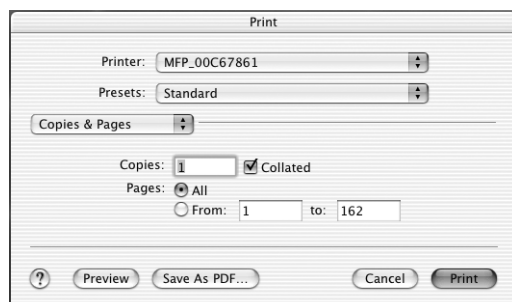 Print
Printer: MFP_00C67861
Presets: Standard
Copies & Pages
Copies: 1 Collated
Pages: All
From: 1 to: 162
? Preview Save As PDF... Cancel Print